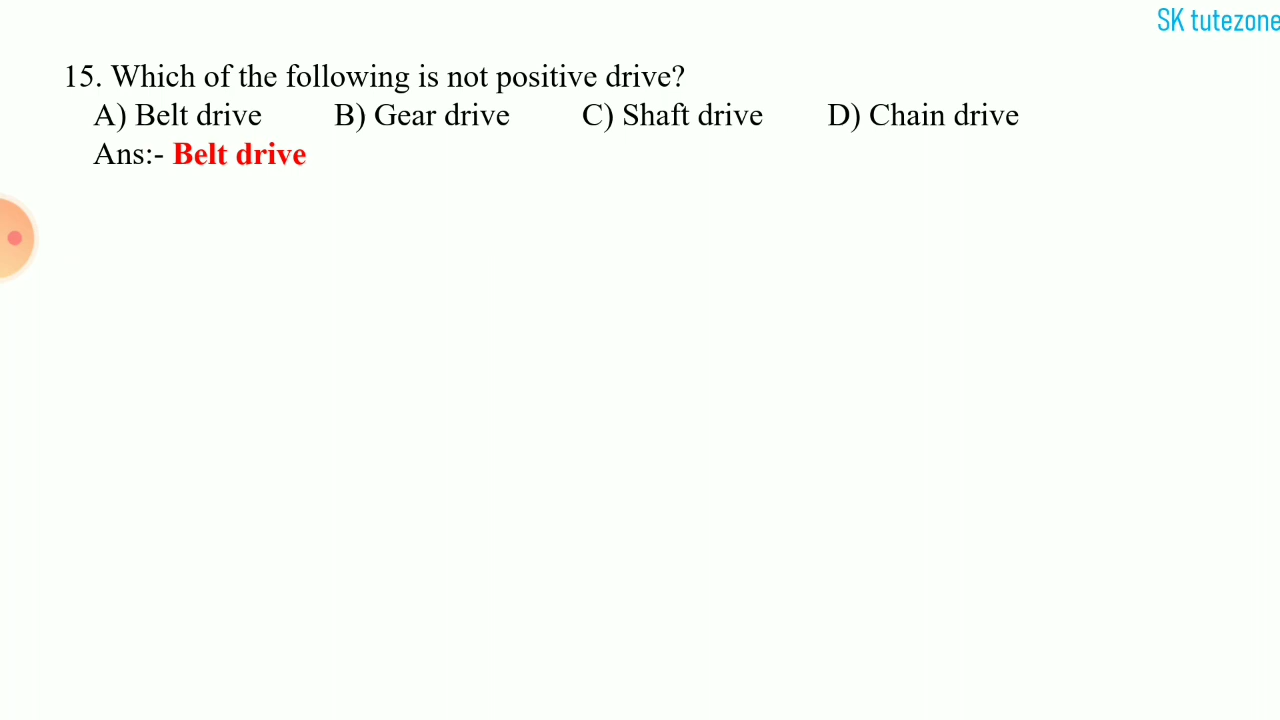 SK tutezone
15. Which of the following is not positive drive?
A) Belt drive B) Gear drive C) Shaft drive D) Chain drive
Ans:- Belt drive